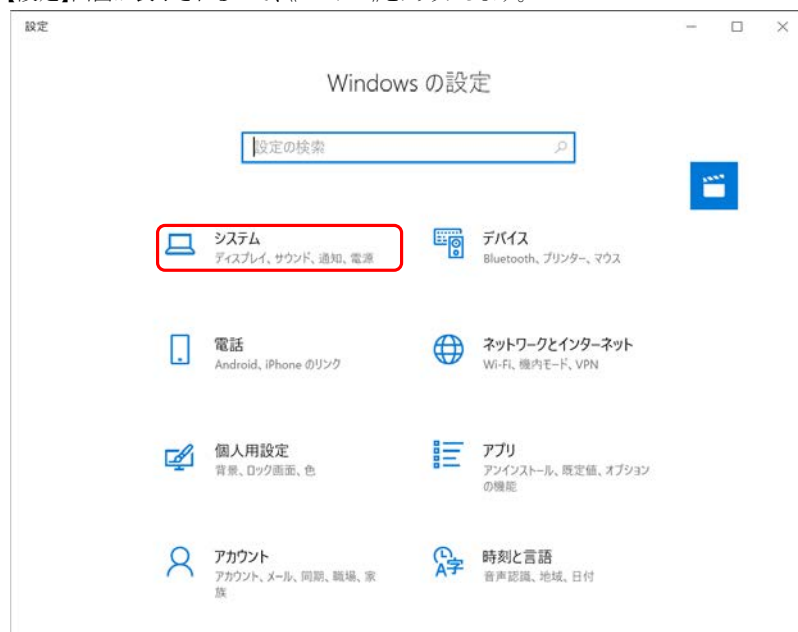 設定
Windows の設定
設定の検索
システム
ディスプレイ、サウンド、通知、電源
デバイス
Bluetooth、プリンター、マウス
電話
Android、iPhone のリンク
ネットワークとインターネット
Wi-Fi、機内モード、VPN
個人用設定
背景、ロック画面、色
アプリ
アンインストール、既定値、オプション
の機能
アカウント
アカウント、メール、同期、職場、家
族
時刻と言語
音声認識、地域、日付